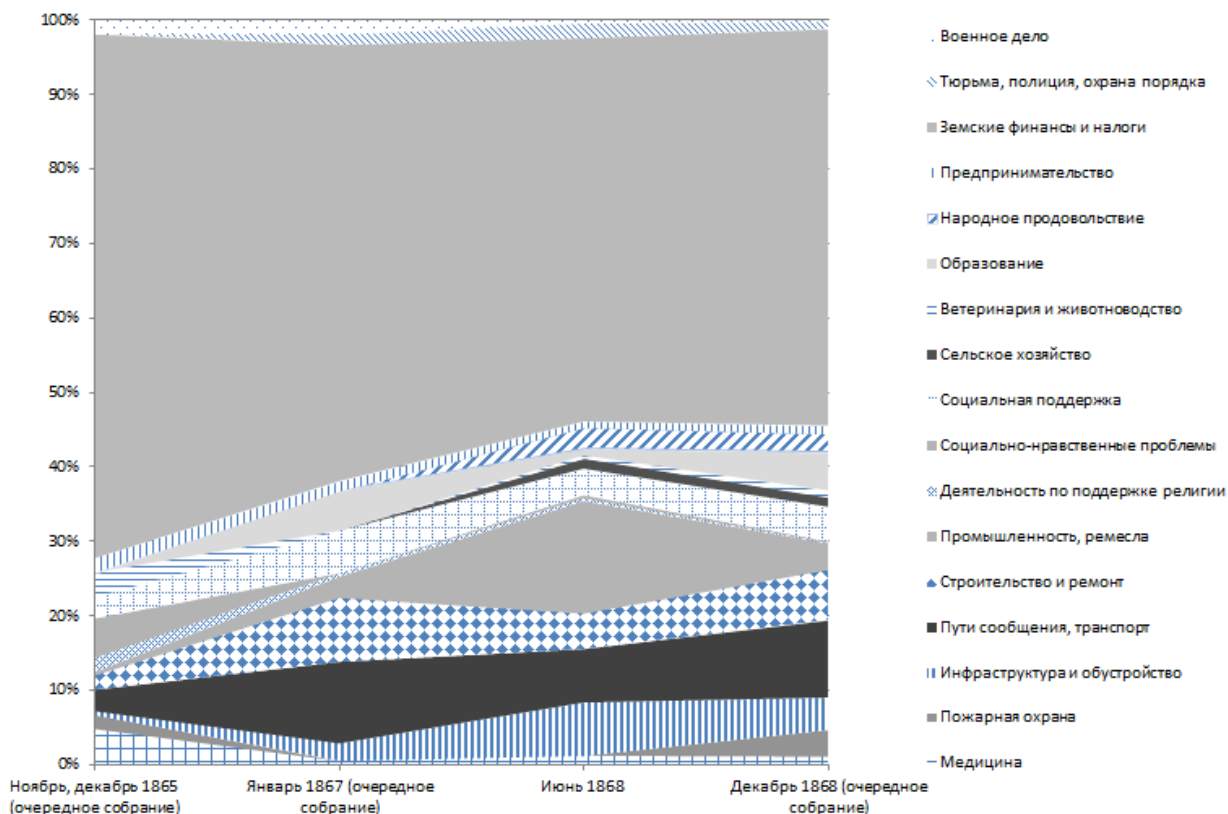 100%
90%
80%
70%
60%
50%
40%
30%
20%
10%
0%
Ноябрь, декабрь 1865
(очередное собрание)
Январь 1867 (очередное
собрание)
Июнь 1868
Декабрь 1868 (очередное
собрание)
Военное дело
Тюрьма, полиция, охрана порядка
Земские финансы и налоги
Предпринимательство
Народное продовольствие
Образование
Ветеринария и животноводство
Сельское хозяйство
Социальная поддержка
Социально-нравственные проблемы
Деятельность по поддержке религии
Промышленность, ремесла
Строительство и ремонт
Пути сообщения, транспорт
Инфраструктура и обустройство
Пожарная охрана
Медицина